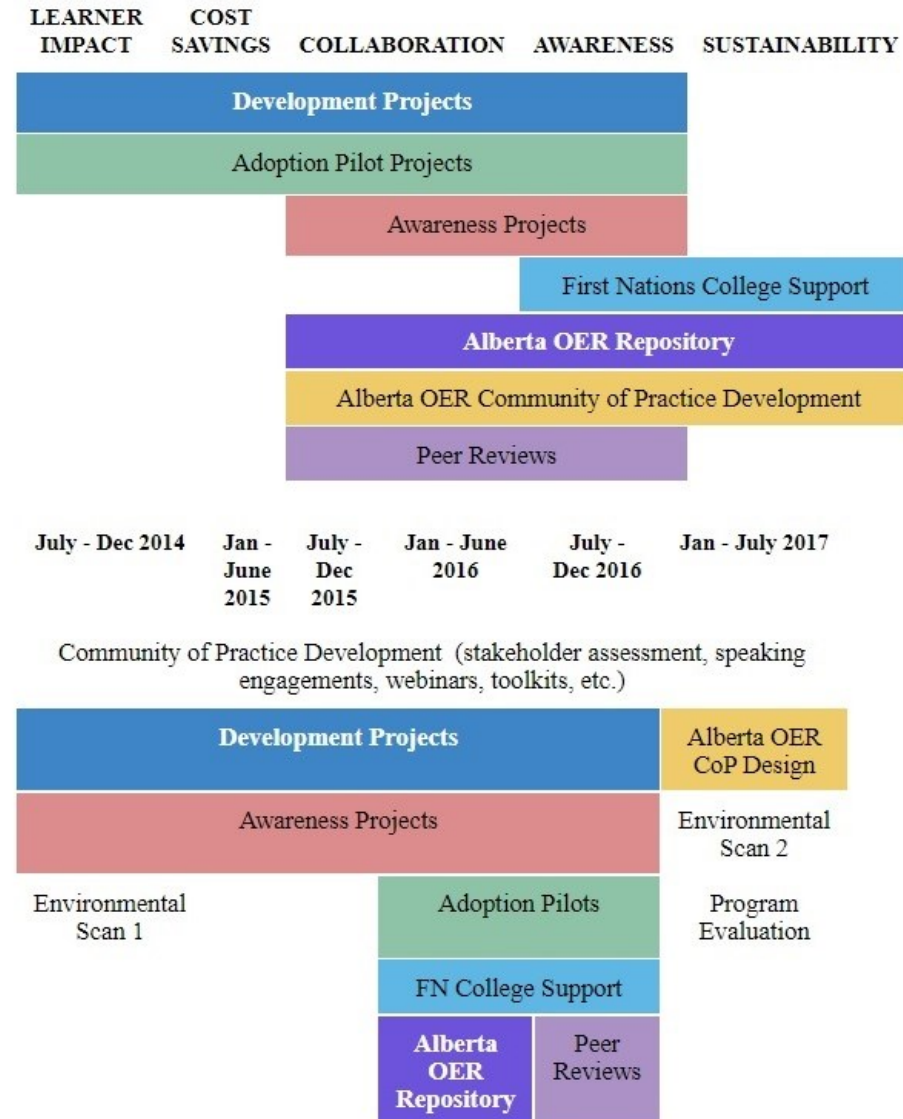 LEARNER IMPACT
COST SAVINGS
COLLABORATION
AWARENESS
SUSTAINABILITY
Development Projects
Adoption Pilot Projects
Awareness Projects
First Nations College Support
Alberta OER Repository
Alberta OER Community of Practice Development
Peer Reviews
July - Dec 2014
Jan - June 2015
July - Dec 2015
Jan - June 2016
July - Dec 2016
Jan - July 2017
Community of Practice Development (stakeholder assessment, speaking
engagements, webinars, toolkits, etc.)
Development Projects
Alberta OER
CoP Design
Awareness Projects
Environmental
Scan 2
Environmental
Scan 1
Adoption Pilots
Program
Evaluation
FN College Support
Alberta
OER
Repository
Peer
Reviews